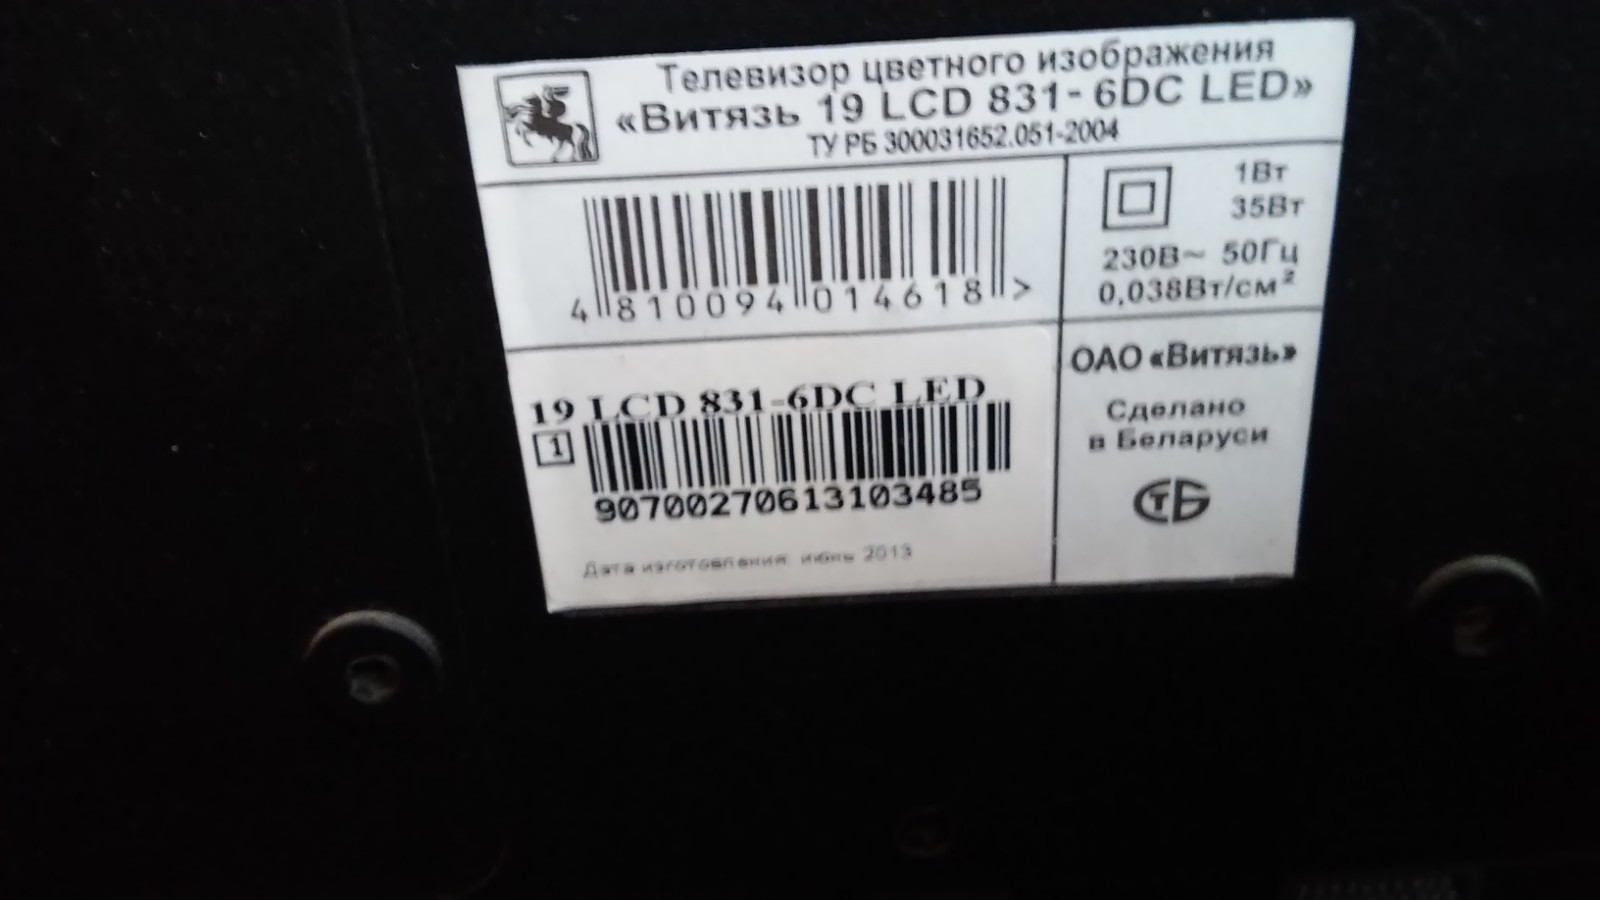 Телевизор цветного изображения
«Витязь 19 LCD 831-6DC LED»
ТУ РБ 300031652.051-2004
4 810094 014618 >
1Вт
35Вт
230В~ 50Гц
0,038Вт/см²
19 LCD 831-6DC LED
1
90700270613103485
Дата изготовления: июнь 2013
ОАО «Витязь»
Сделано
в Беларуси
СТБ